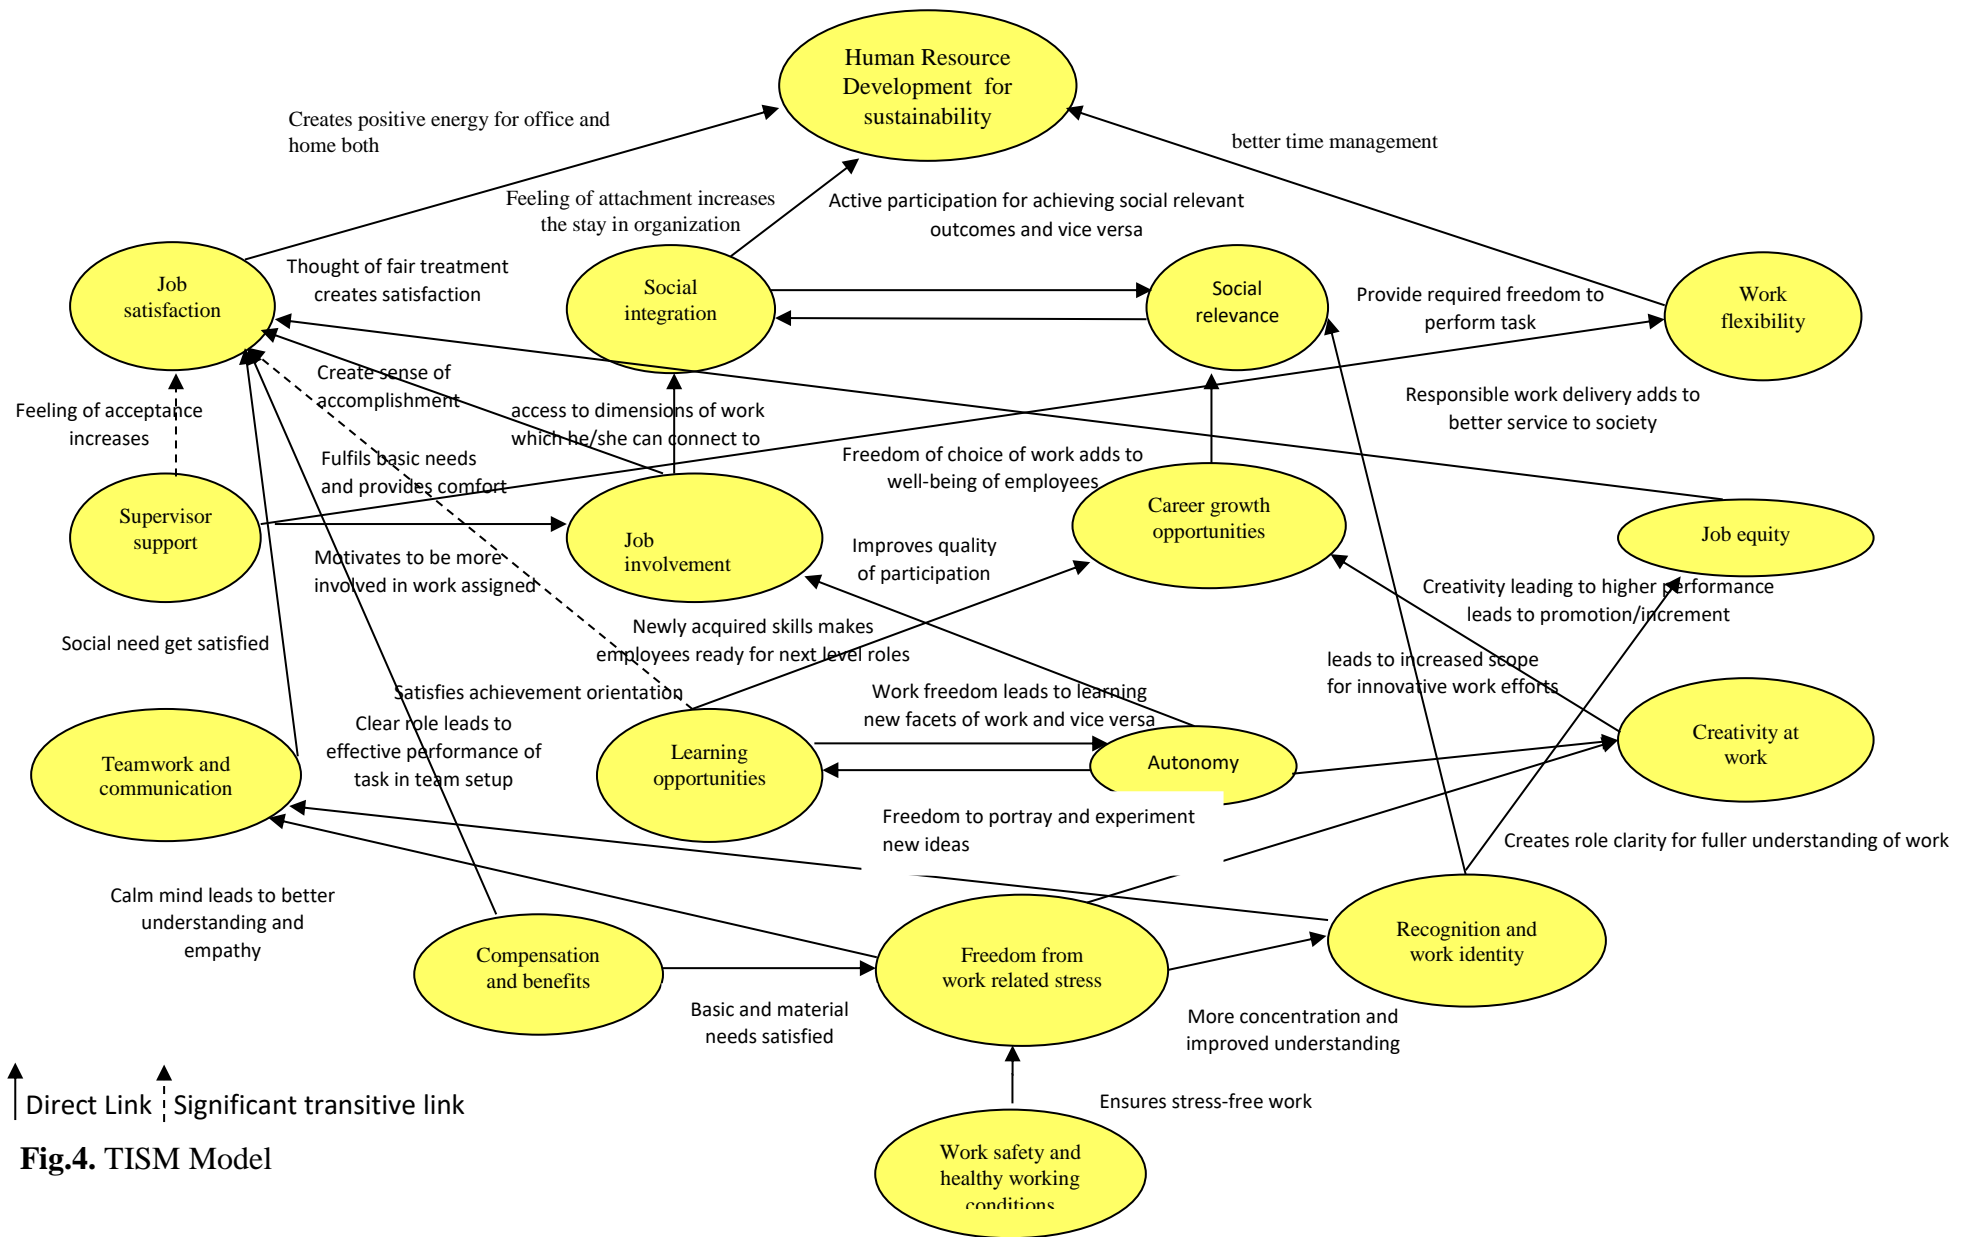 Human Resource
Development for
sustainability
Creates positive energy for office and
home both
better time management
Feeling of attachment increases
the stay in organization
Active participation for achieving social relevant
outcomes and vice versa
Job
satisfaction
Thought of fair treatment
creates satisfaction
Social
integration
Social
relevance
Provide required freedom to
perform task
Work
flexibility
Create sense of
accomplishment
Feeling of acceptance
increases
access to dimensions of work
which he/she can connect to
Responsible work delivery adds to
better service to society
Fulfils basic needs
and provides comfort
Freedom of choice of work adds to
well-being of employees
Supervisor
support
Job
involvement
Career growth
opportunities
Job equity
Motivates to be more
involved in work assigned
Improves quality
of participation
Creativity leading to higher performance
leads to promotion/increment
Social need get satisfied
Newly acquired skills makes
employees ready for next level roles
leads to increased scope
for innovative work efforts
Satisfies achievement orientation
Work freedom leads to learning
new facets of work and vice versa
Clear role leads to
effective performance of
task in team setup
Teamwork and
communication
Learning
opportunities
Autonomy
Creativity at
work
Freedom to portray and experiment
new ideas
Creates role clarity for fuller understanding of work
Calm mind leads to better
understanding and
empathy
Compensation
and benefits
Freedom from
work related stress
Recognition and
work identity
Basic and material
needs satisfied
More concentration and
improved understanding
Direct Link
Significant transitive link
Ensures stress-free work
Fig.4. TISM Model
Work safety and
healthy working
conditions